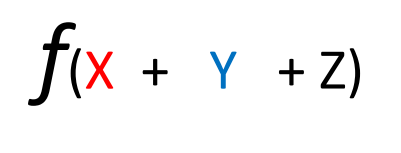 f(X + Y + Z)